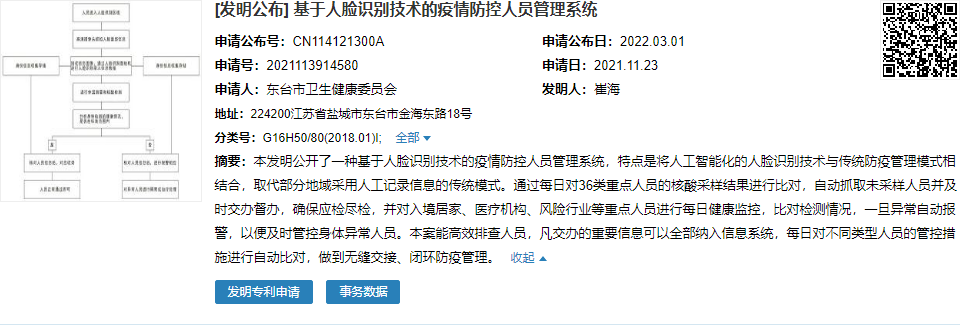 [发明公布] 基于人脸识别技术的疫情防控人员管理系统
申请公布号：CN114121300A
申请公布日：2022.03.01
申请号：2021113914580
申请日：2021.11.23
申请人：东台市卫生健康委员会
发明人：崔海
地址：224200江苏省盐城市东台市金海东路18号
分类号：G16H50/80(2018.01)I; 全部
摘要：本发明公开了一种基于人脸识别技术的疫情防控人员管理系统，特点是将人工智能化的人脸识别技术与传统防疫管理模式相
结合，取代部分地域采用人工记录信息的传统模式。通过每日对36类重点人员的核酸采样结果进行比对，自动抓取未采样人员并及
时交办督办，确保应检尽检，并对入境居家、医疗机构、风险行业等重点人员进行每日健康监控，比对检测情况，一旦异常自动报
警，以便及时管控身体异常人员。本案能高效排查人员，凡交办的重要信息可以全部纳入信息系统，每日对不同类型人员的管控措
施进行自动比对，做到无缝交接、闭环防疫管理。 收起
发明专利申请
事务数据